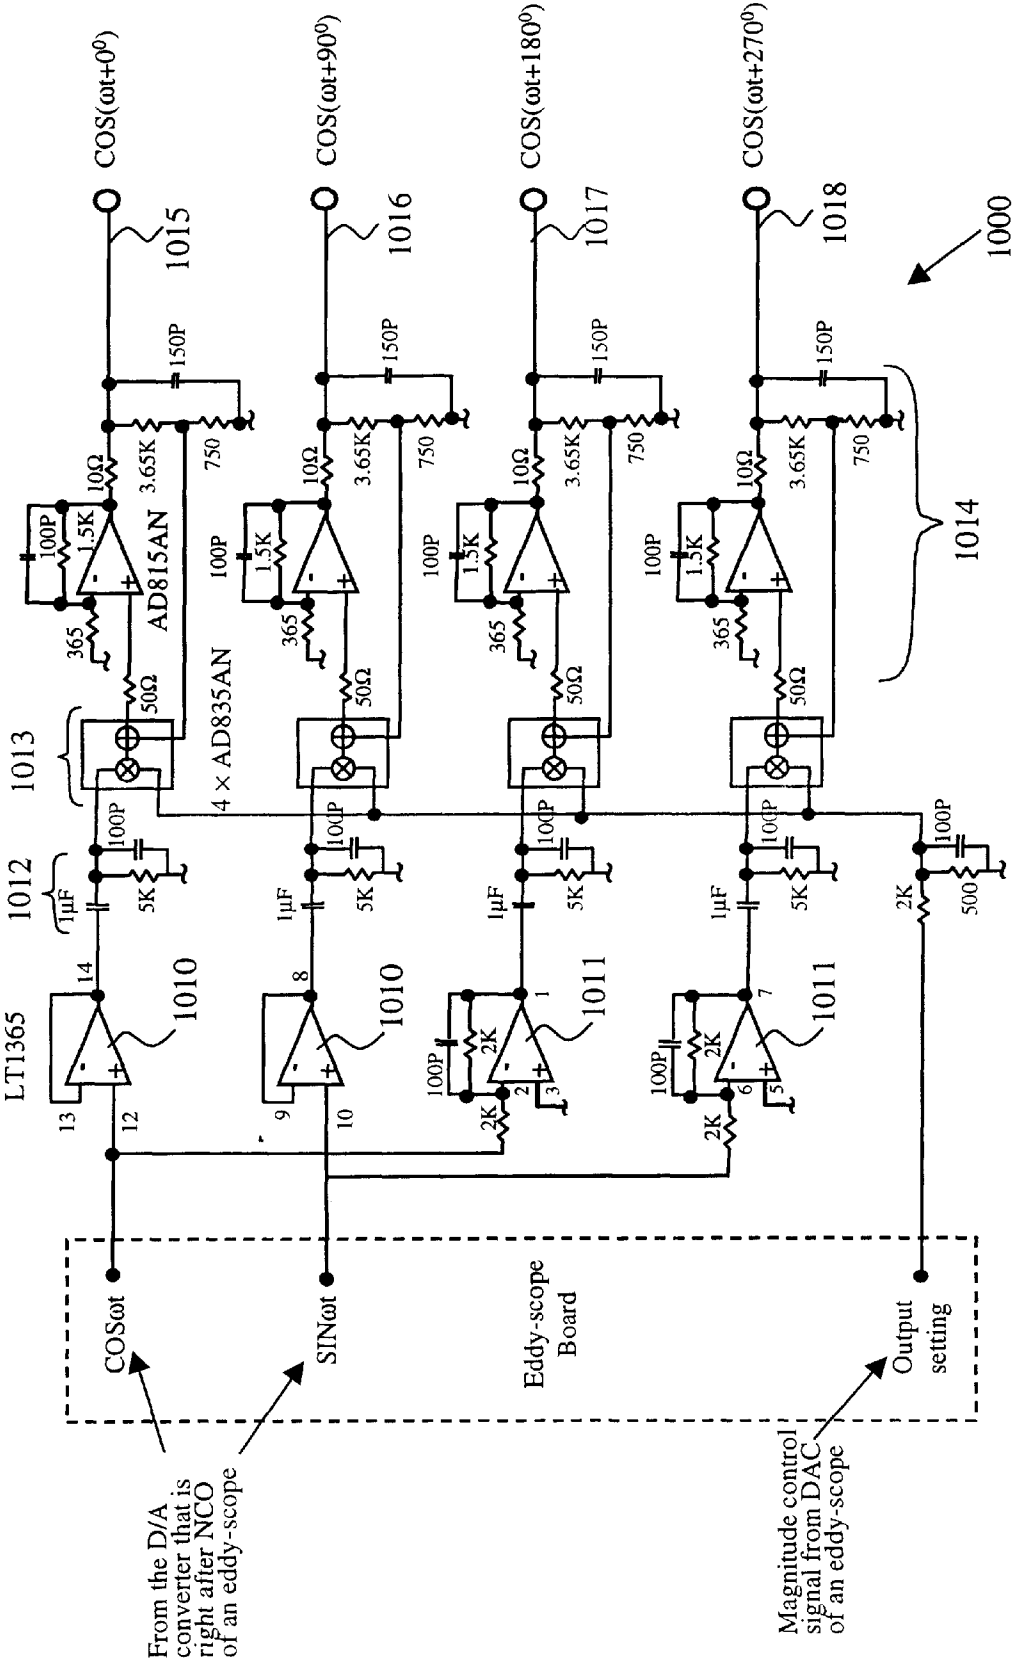 From the D/A
converter that is
right after NCO
of an eddy-scope
COSωt
SINωt
Eddy-scope
Board
Output
setting
Magnitude control
signal from DAC
of an eddy-scope
LT1365
13
12
14
1010
1012
1μF
5K
100P
1013
50Ω
365
100P
1.5K
AD815AN
10Ω
3.65K
750
150P
1015
COS(ωt+0⁰)
9
10
8
1010
1μF
5K
100P
4 × AD835AN
50Ω
365
100P
1.5K
10Ω
3.65K
750
150P
1016
COS(ωt+90⁰)
2K
100P
2K
2
3
1
1011
1μF
5K
100P
50Ω
365
100P
1.5K
10Ω
3.65K
750
150P
1017
COS(ωt+180⁰)
2K
100P
2K
6
5
7
1011
1μF
5K
100P
50Ω
365
100P
1.5K
10Ω
3.65K
750
150P
1018
COS(ωt+270⁰)
2K
500
100P
1014
1000